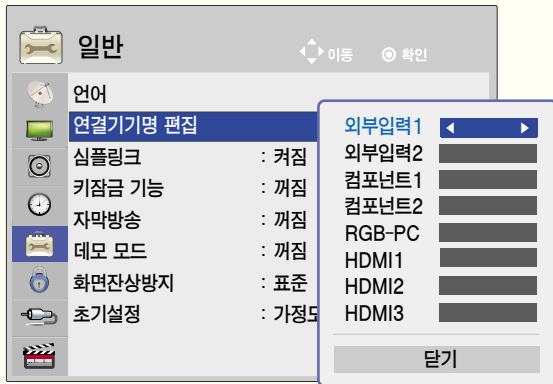 일반
이동 확인
언어
연결기기명 편집
심플링크 : 켜짐
키잠금 기능 : 꺼짐
자막방송 : 꺼짐
데모 모드 : 꺼짐
화면잔상방지 : 표준
초기설정 : 가정모
외부입력1
외부입력2
컴포넌트1
컴포넌트2
RGB-PC
HDMI1
HDMI2
HDMI3
닫기